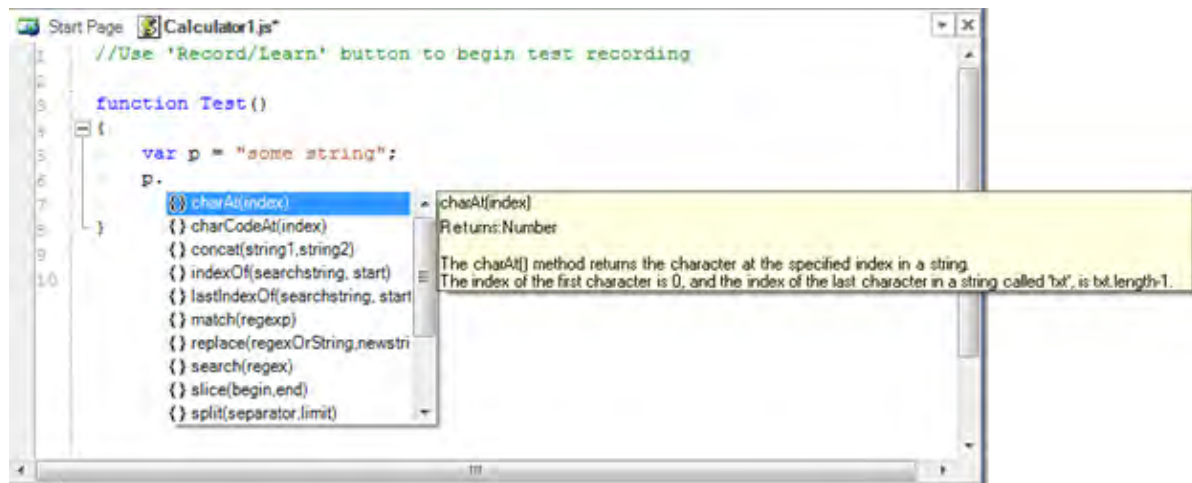 Start Page Calculator1.js*
1 //Use 'Record/Learn' button to begin test recording
2
3 function Test()
4 {
5 var p = "some string";
6 p.
7 {} charAt(index)
8 } {} charCodeAt(index)
{} concat(string1,string2)
9 {} indexOf(searchstring, start)
10 {} lastIndexOf(searchstring, start
{} match(regexp)
{} replace(regexOrString,newstri
{} search(regex)
{} slice(begin,end)
{} split(separator,limit)
charAt(index)
Returns:Number
The charAt() method returns the character at the specified index in a string.
The index of the first character is 0, and the index of the last character in a string called 'txt', is txt.length-1.